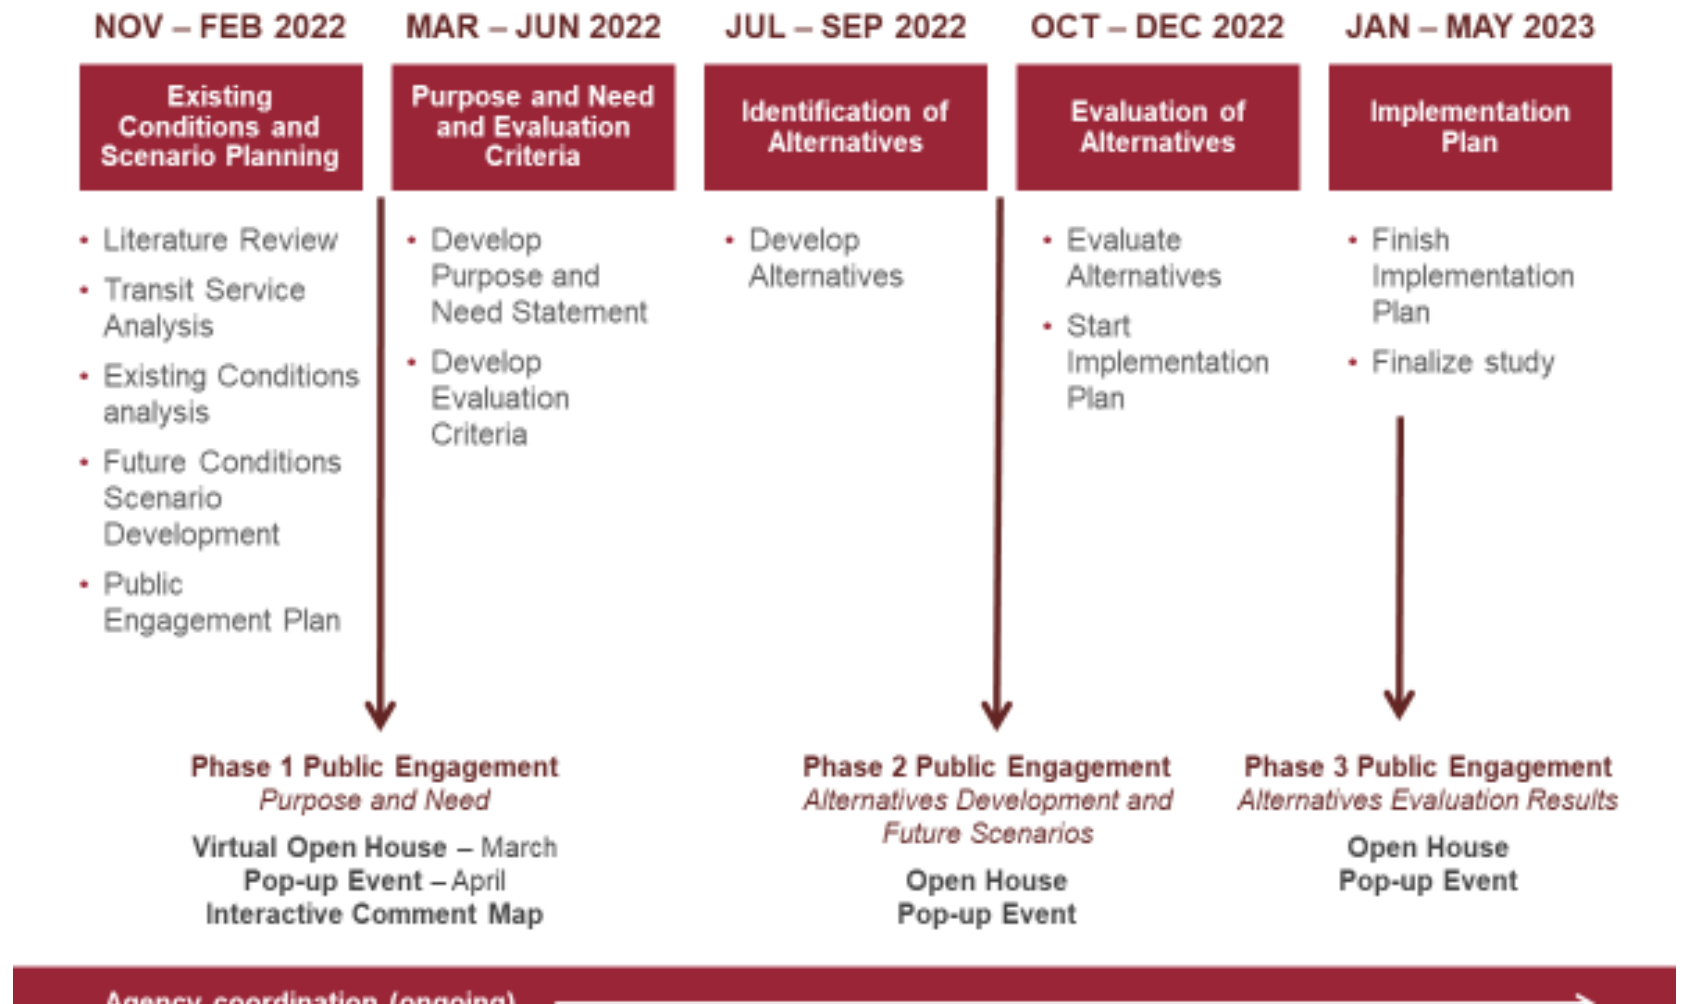 NOV – FEB 2022
Existing
Conditions and
Scenario Planning
• Literature Review
• Transit Service
Analysis
• Existing Conditions
analysis
• Future Conditions
Scenario
Development
• Public
Engagement Plan
MAR – JUN 2022
Purpose and Need
and Evaluation
Criteria
• Develop
Purpose and
Need Statement
• Develop
Evaluation
Criteria
JUL – SEP 2022
Identification of
Alternatives
• Develop
Alternatives
OCT – DEC 2022
Evaluation of
Alternatives
• Evaluate
Alternatives
• Start
Implementation
Plan
JAN – MAY 2023
Implementation
Plan
• Finish
Implementation
Plan
• Finalize study
Phase 1 Public Engagement
Purpose and Need
Virtual Open House – March
Pop-up Event – April
Interactive Comment Map
Phase 2 Public Engagement
Alternatives Development and
Future Scenarios
Open House
Pop-up Event
Phase 3 Public Engagement
Alternatives Evaluation Results
Open House
Pop-up Event
Agency coordination (ongoing)